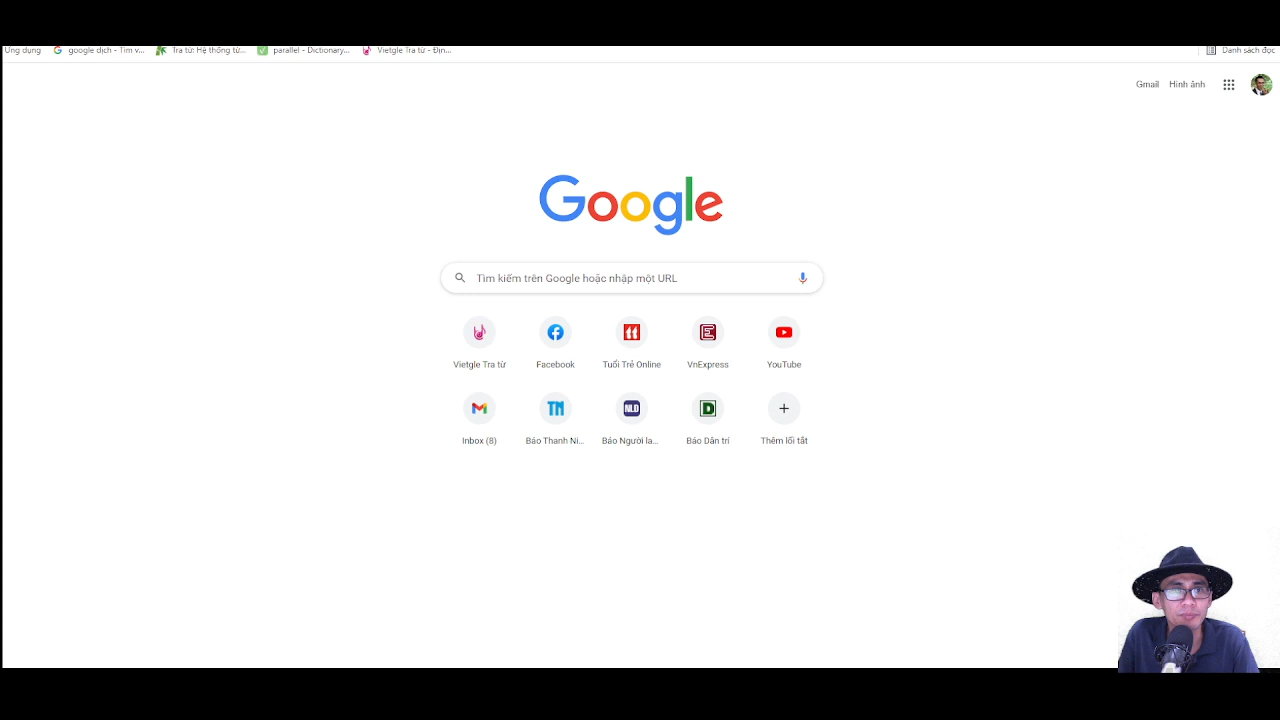 Ứng dụng google dịch - Tìm v... Tra từ: Hệ thống từ... parallel - Dictionary... Vietgle Tra từ - Địn... Danh sách đọc
Gmail Hình ảnh
Google
Tìm kiếm trên Google hoặc nhập một URL
Vietgle Tra từ Facebook Tuổi Trẻ Online VnExpress YouTube
TN NLD D
Inbox (8) Báo Thanh Ni... Báo Người la... Báo Dân trí Thêm lối tắt